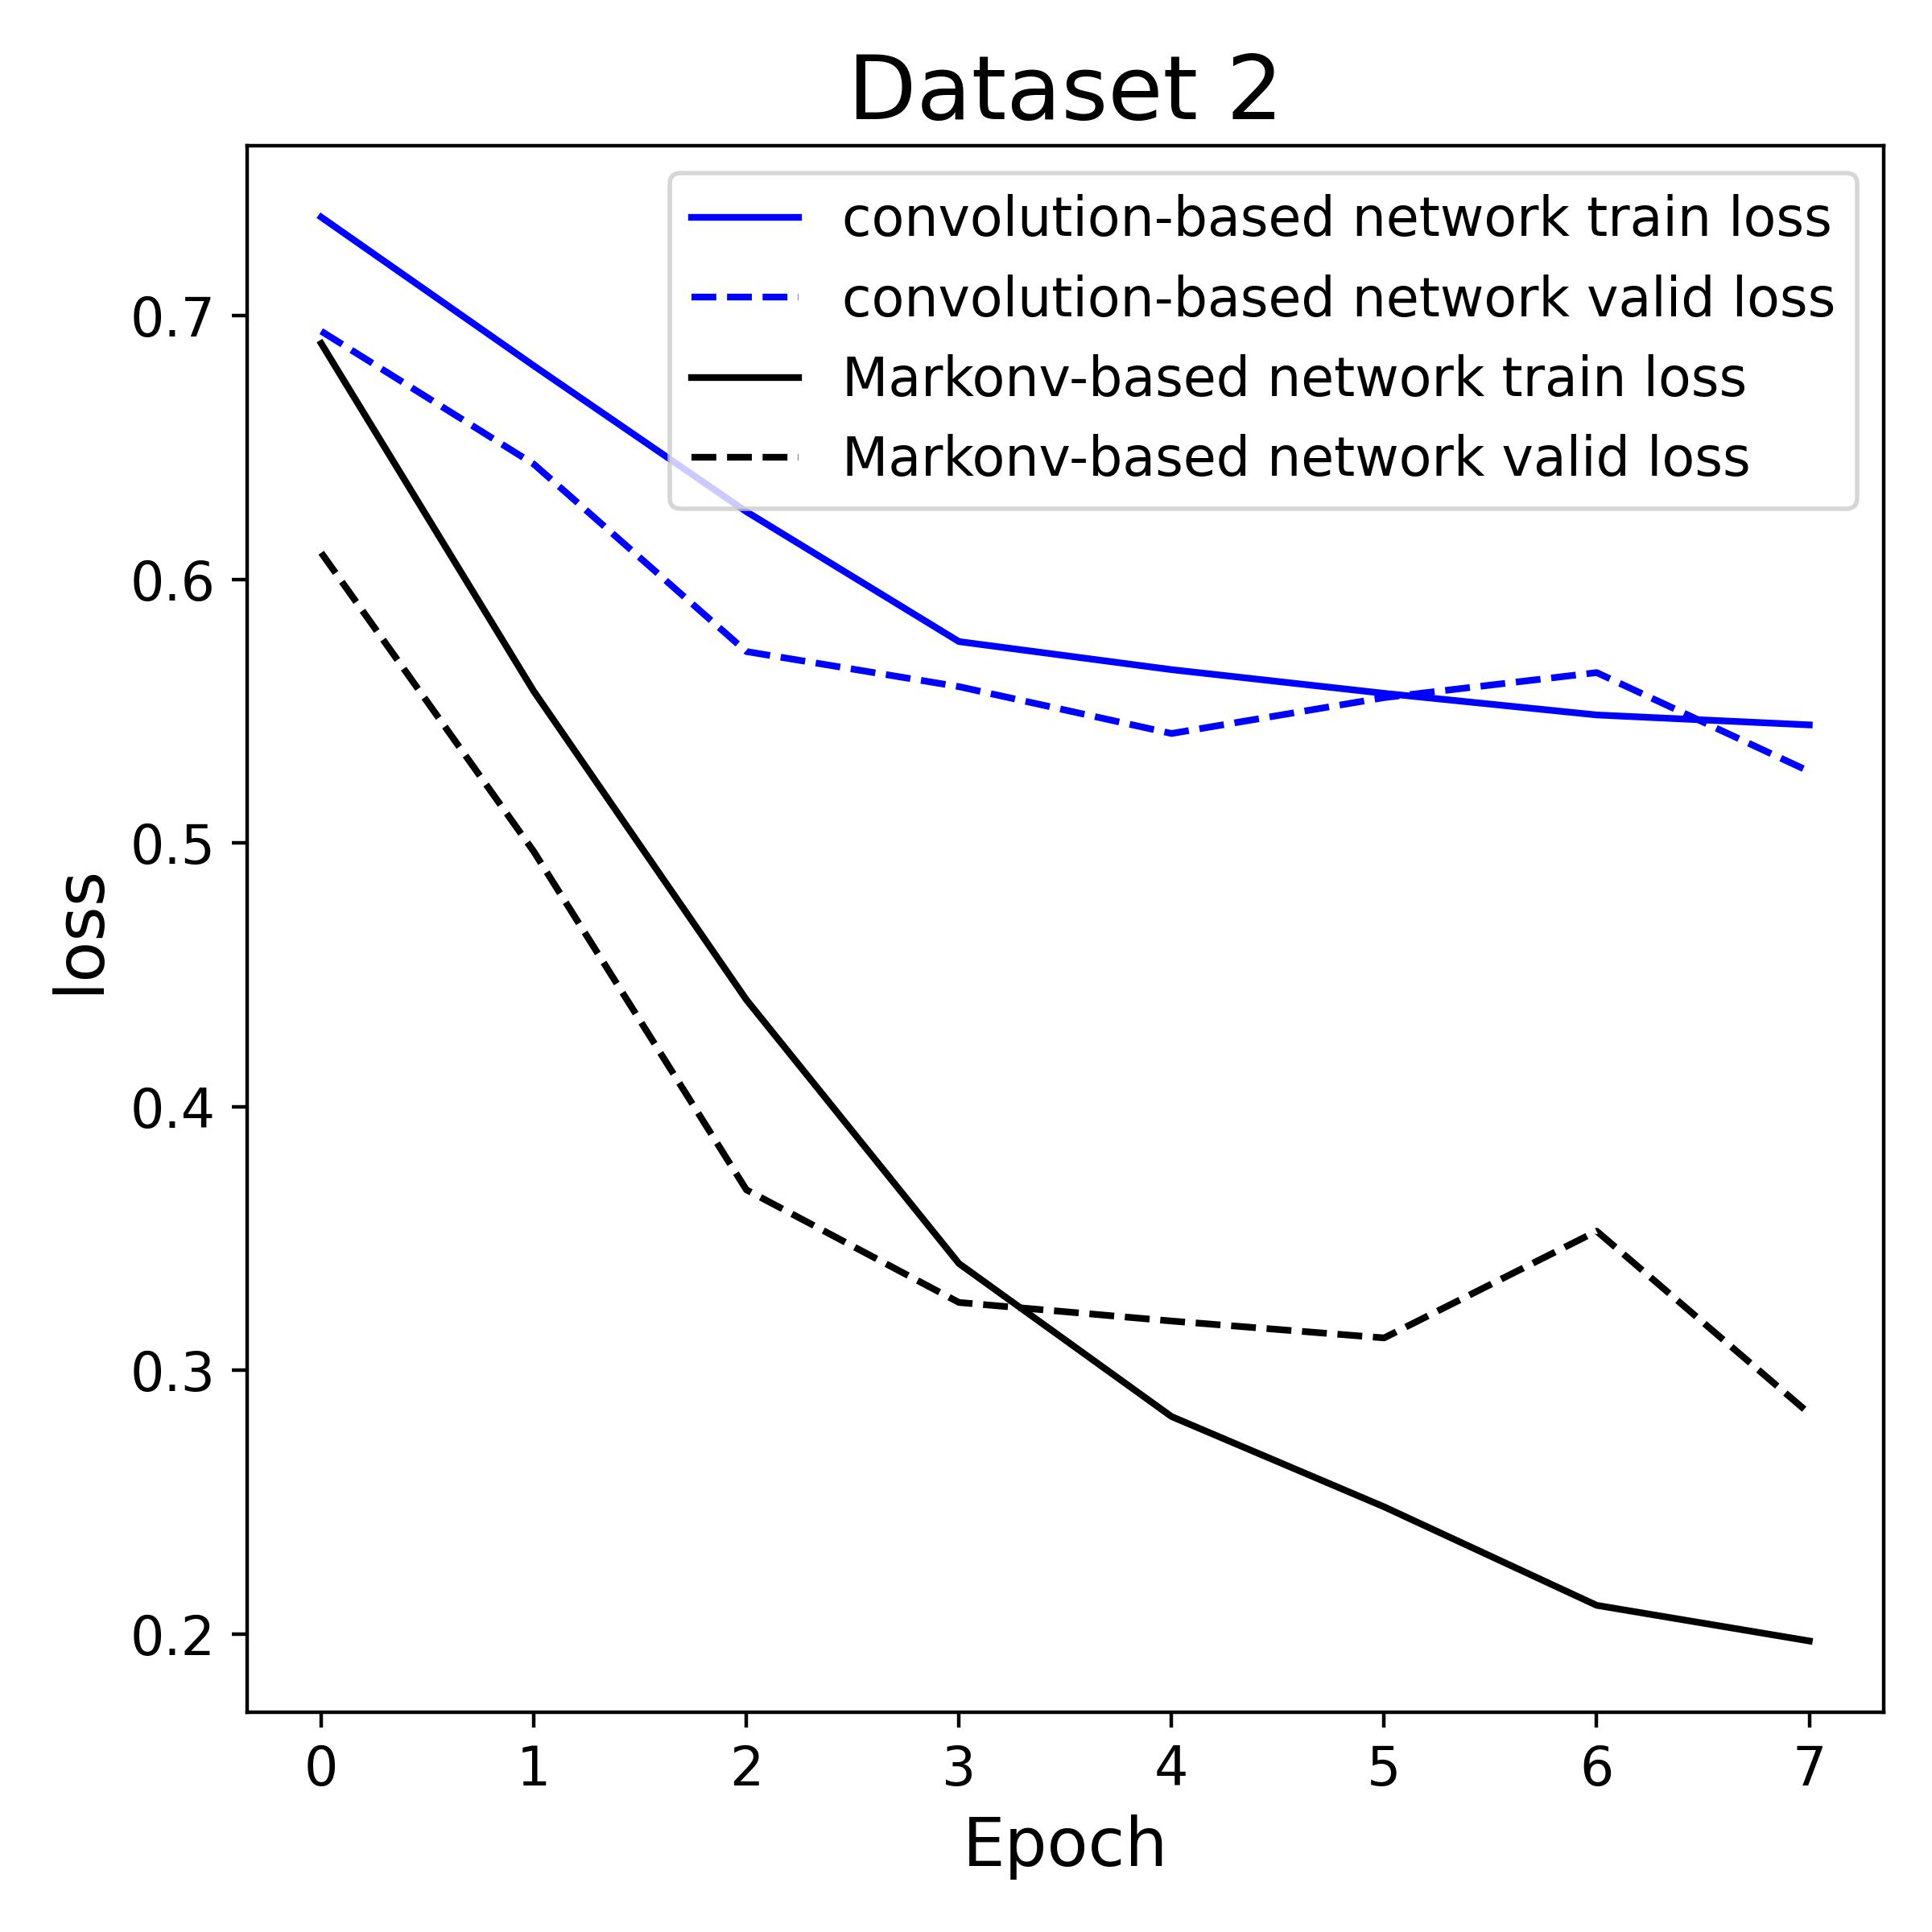 Dataset 2
convolution-based network train loss
convolution-based network valid loss
Markonv-based network train loss
Markonv-based network valid loss
0.7
0.6
0.5
0.4
0.3
0.2
loss
0 1 2 3 4 5 6 7
Epoch